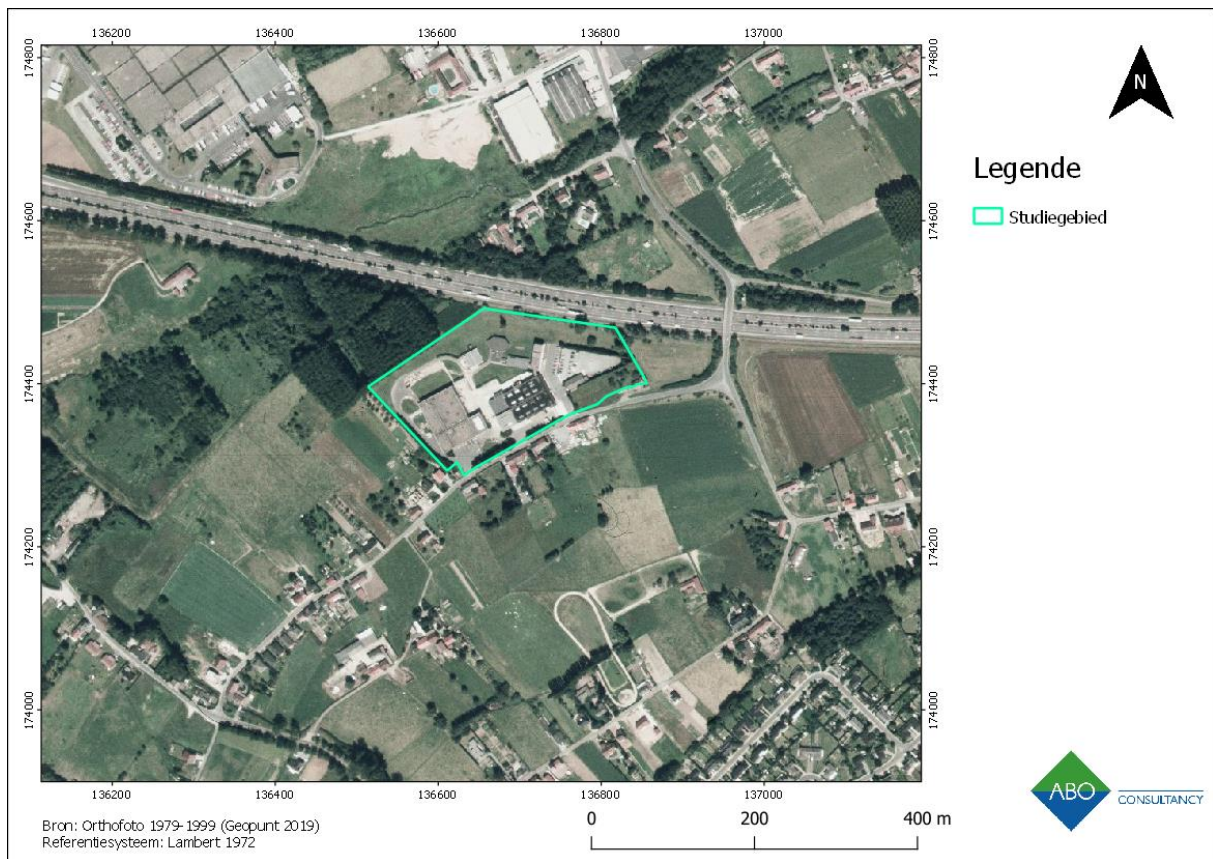 136200 136400 136600 136800 137000
174800 174800
174600 174600
174400 174400
174200 174200
174000 174000
136200 136400 136600 136800 137000
N
Legende
Studiegebied
Bron: Orthofoto 1979-1999 (Geopunt 2019)
Referentiesysteem: Lambert 1972
0 200 400 m
ABO CONSULTANCY